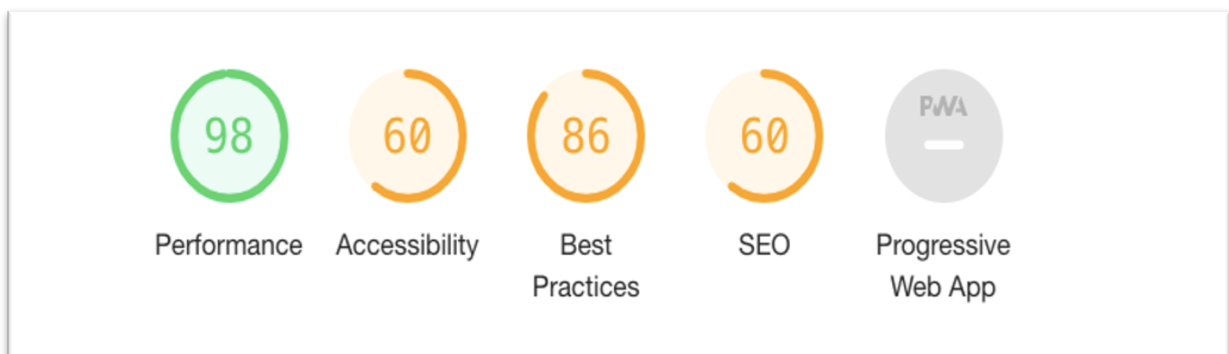 98
60
86
60
PWA
Performance
Accessibility
Best
Practices
SEO
Progressive
Web App